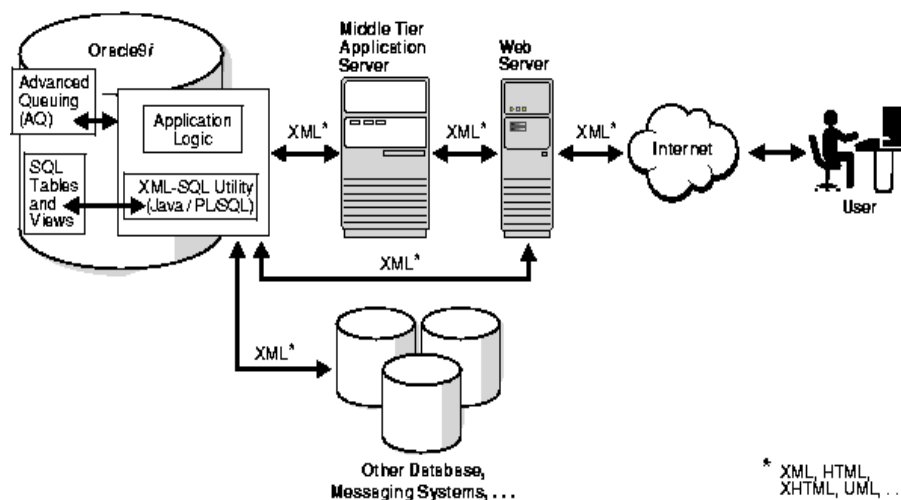 Oracle9i
Advanced
Queuing
(AQ)
Application
Logic
SQL
Tables
and
Views
XML-SQL Utility
(Java / PL/SQL)
XML*
Middle Tier
Application
Server
XML*
Web
Server
XML*
Internet
User
XML*
XML*
Other Database,
Messaging Systems, . . .
* XML, HTML,
XHTML, UML, . .